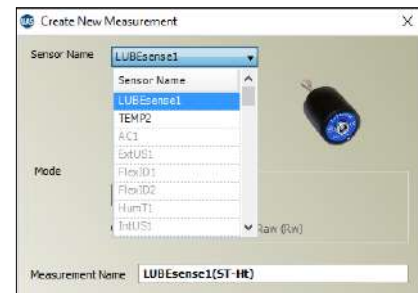 UAS Create New Measurement
Sensor Name LUBEsense1
Sensor Name
LUBEsense1
TEMP2
AC1
ExtUS1
FlexID1
Mode
FlexID2
HumT1
IntUS1
Raw (Rw)
Measurement Name LUBEsense1(ST-Ht)